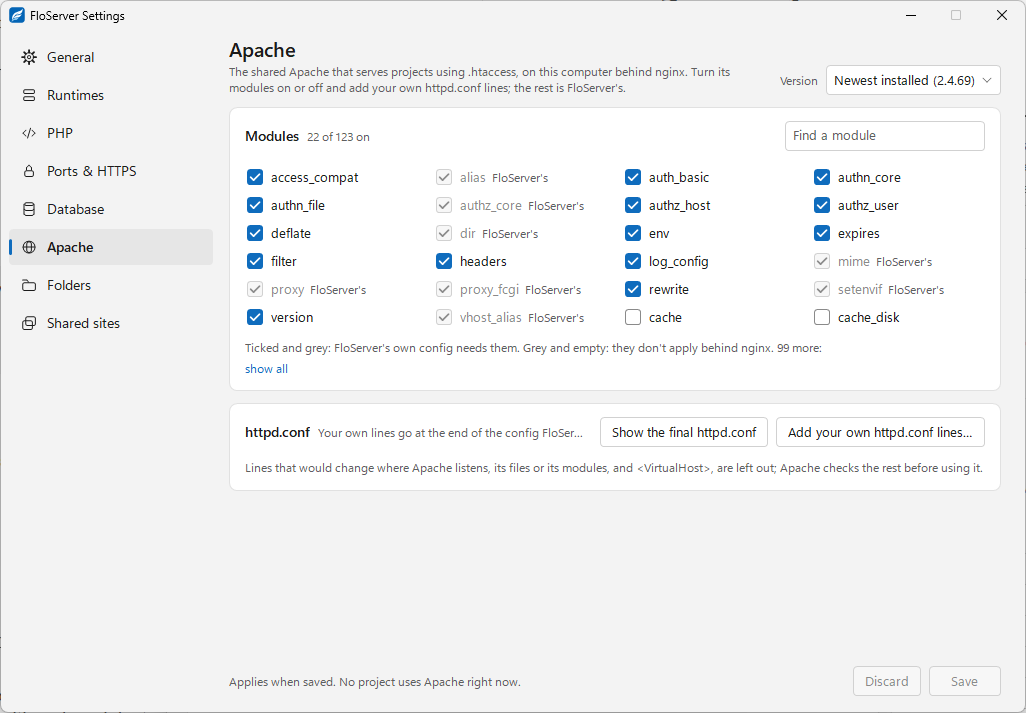 FloServer Settings
General
Runtimes
PHP
Ports & HTTPS
Database
Apache
Folders
Shared sites
Apache
The shared Apache that serves projects using .htaccess, on this computer behind nginx. Turn its
modules on or off and add your own httpd.conf lines; the rest is FloServer's.
Version
Newest installed (2.4.69)
Modules 22 of 123 on
Find a module
access_compat
alias FloServer's
auth_basic
authn_core
authn_file
authz_core FloServer's
authz_host
authz_user
deflate
dir FloServer's
env
expires
filter
headers
log_config
mime FloServer's
proxy FloServer's
proxy_fcgi FloServer's
rewrite
setenvif FloServer's
version
vhost_alias FloServer's
cache
cache_disk
Ticked and grey: FloServer's own config needs them. Grey and empty: they don't apply behind nginx. 99 more:
show all
httpd.conf Your own lines go at the end of the config FloSer...
Show the final httpd.conf
Add your own httpd.conf lines...
Lines that would change where Apache listens, its files or its modules, and <VirtualHost>, are left out; Apache checks the rest before using it.
Applies when saved. No project uses Apache right now.
Discard
Save